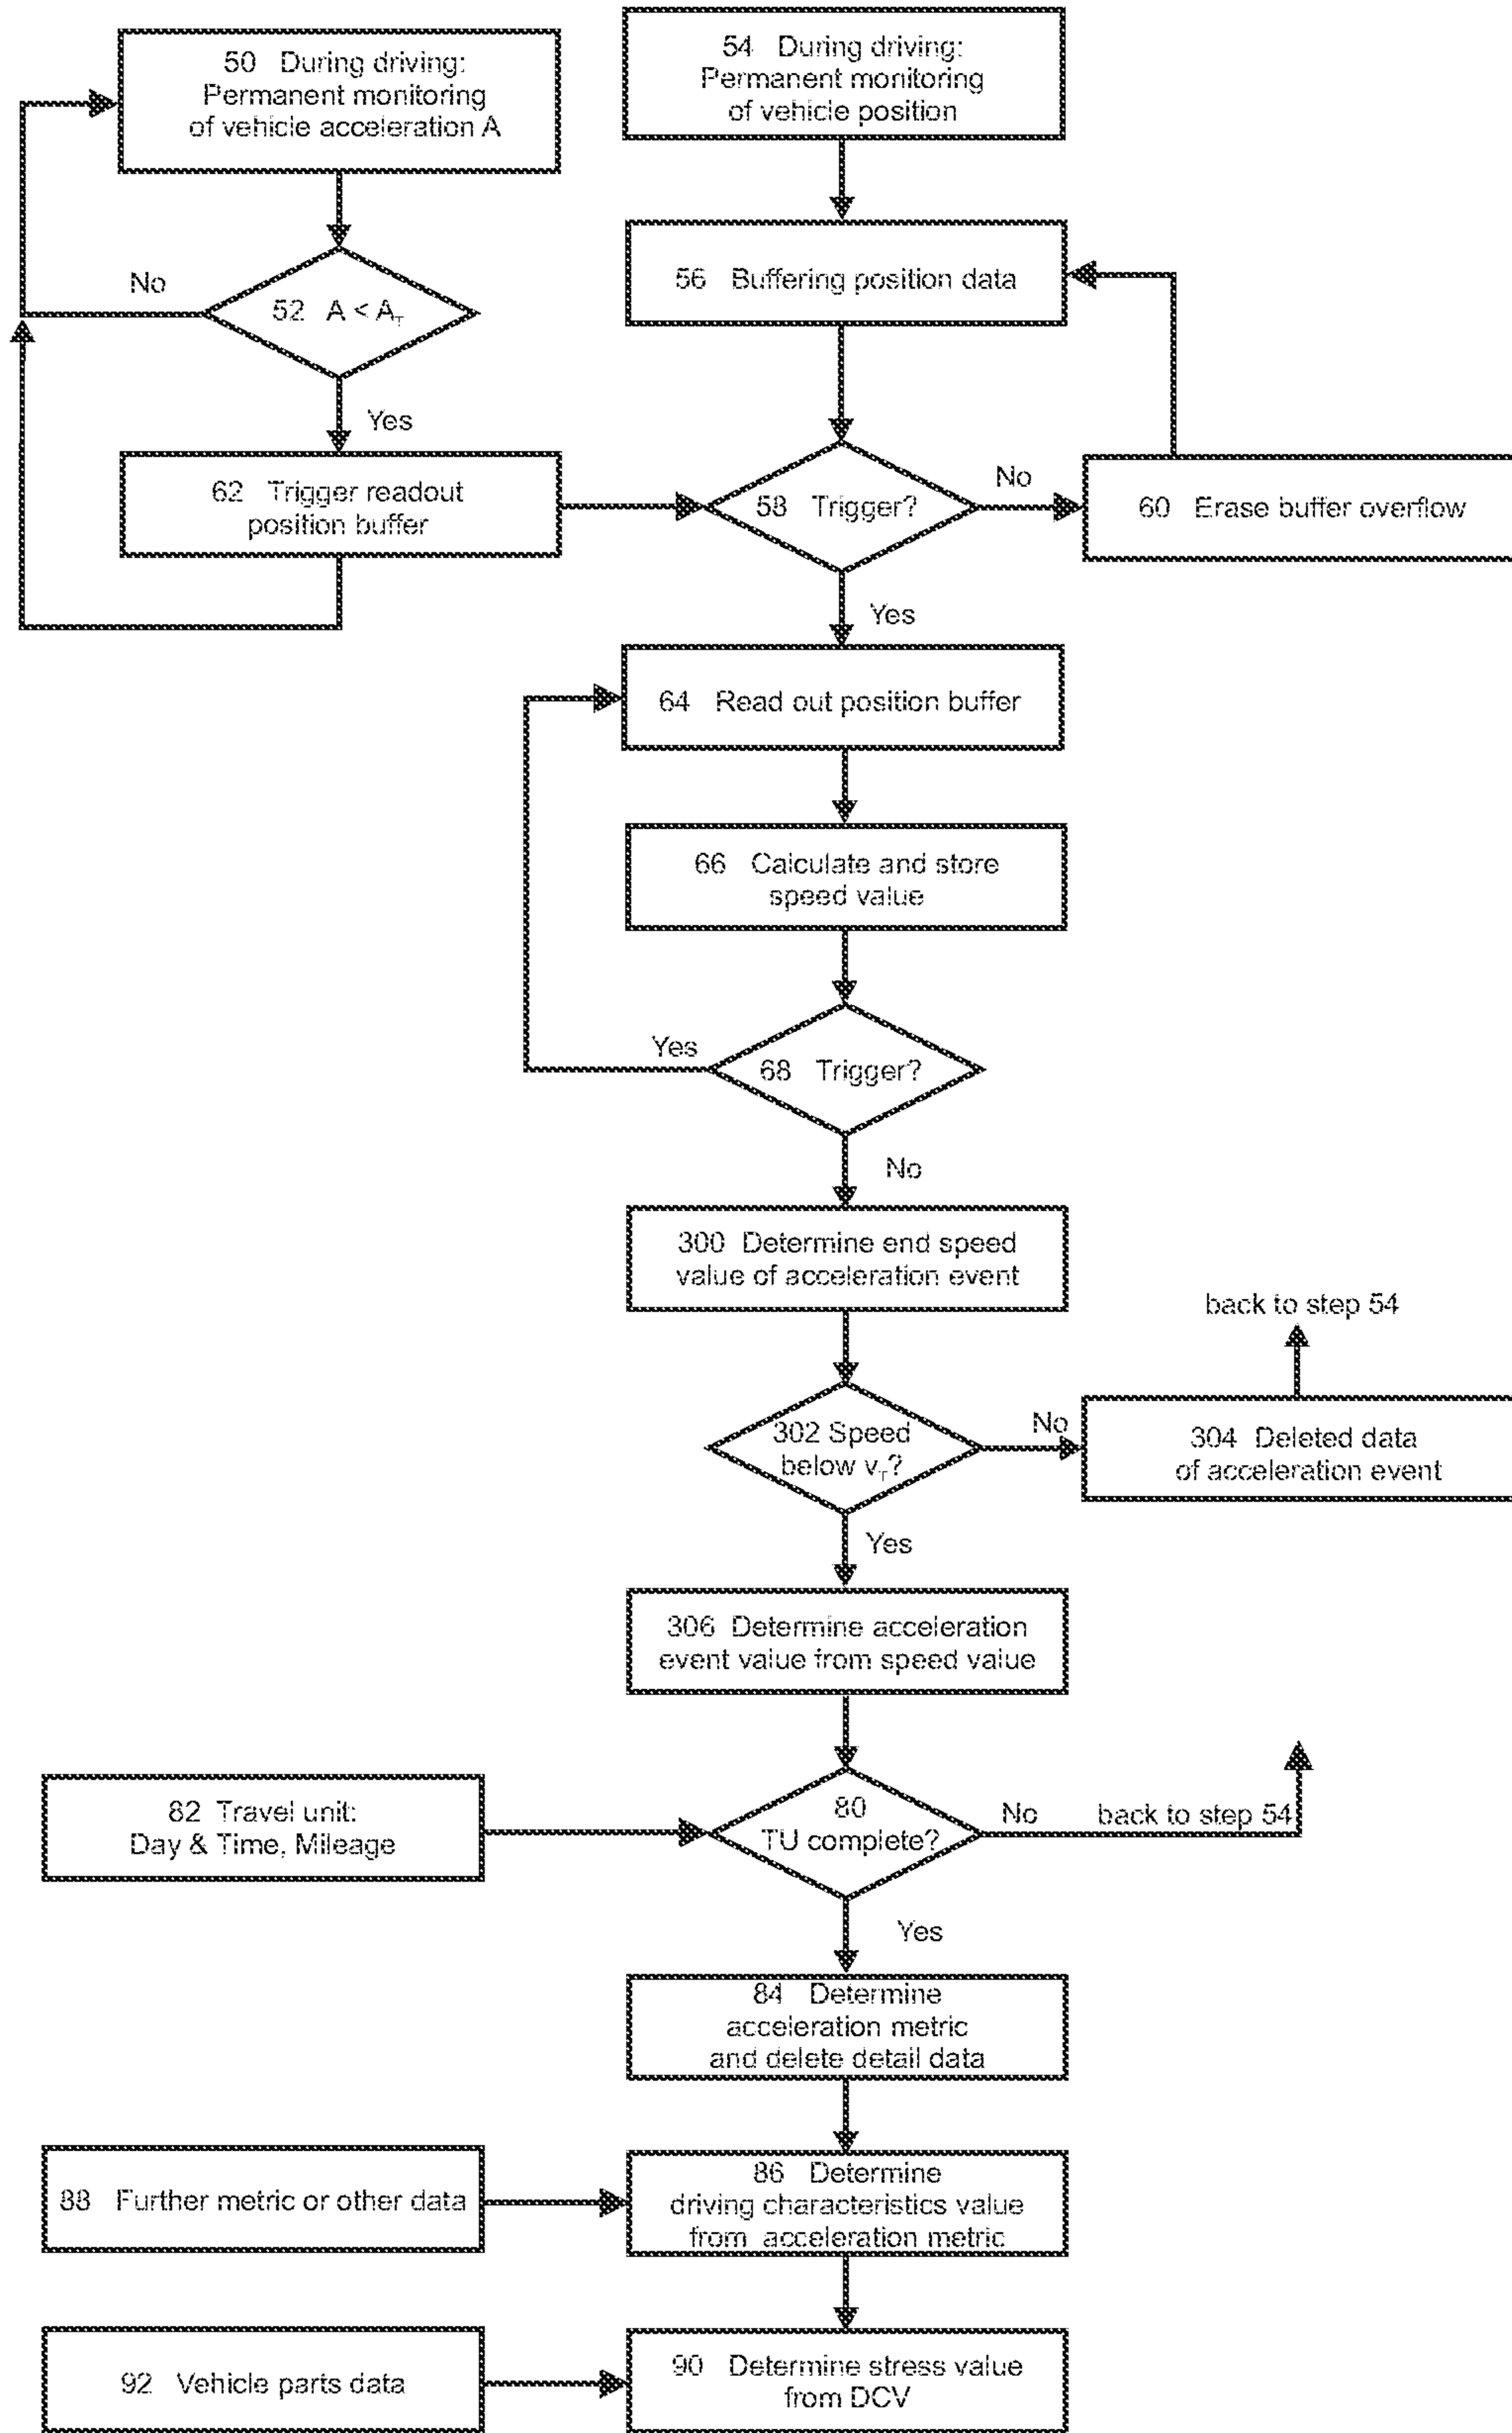 50 During driving:
Permanent monitoring
of vehicle acceleration A
54 During driving:
Permanent monitoring
of vehicle position
No
52 A < A_T
Yes
56 Buffering position data
62 Trigger readout
position buffer
58 Trigger?
No
60 Erase buffer overflow
Yes
64 Read out position buffer
66 Calculate and store
speed value
Yes
68 Trigger?
No
300 Determine end speed
value of acceleration event
back to step 54
302 Speed
below v_T?
No
304 Deleted data
of acceleration event
Yes
306 Determine acceleration
event value from speed value
82 Travel unit:
Day & Time, Mileage
80
TU complete?
No
back to step 54
Yes
84 Determine
acceleration metric
and delete detail data
88 Further metric or other data
86 Determine
driving characteristics value
from acceleration metric
92 Vehicle parts data
90 Determine stress value
from DCV